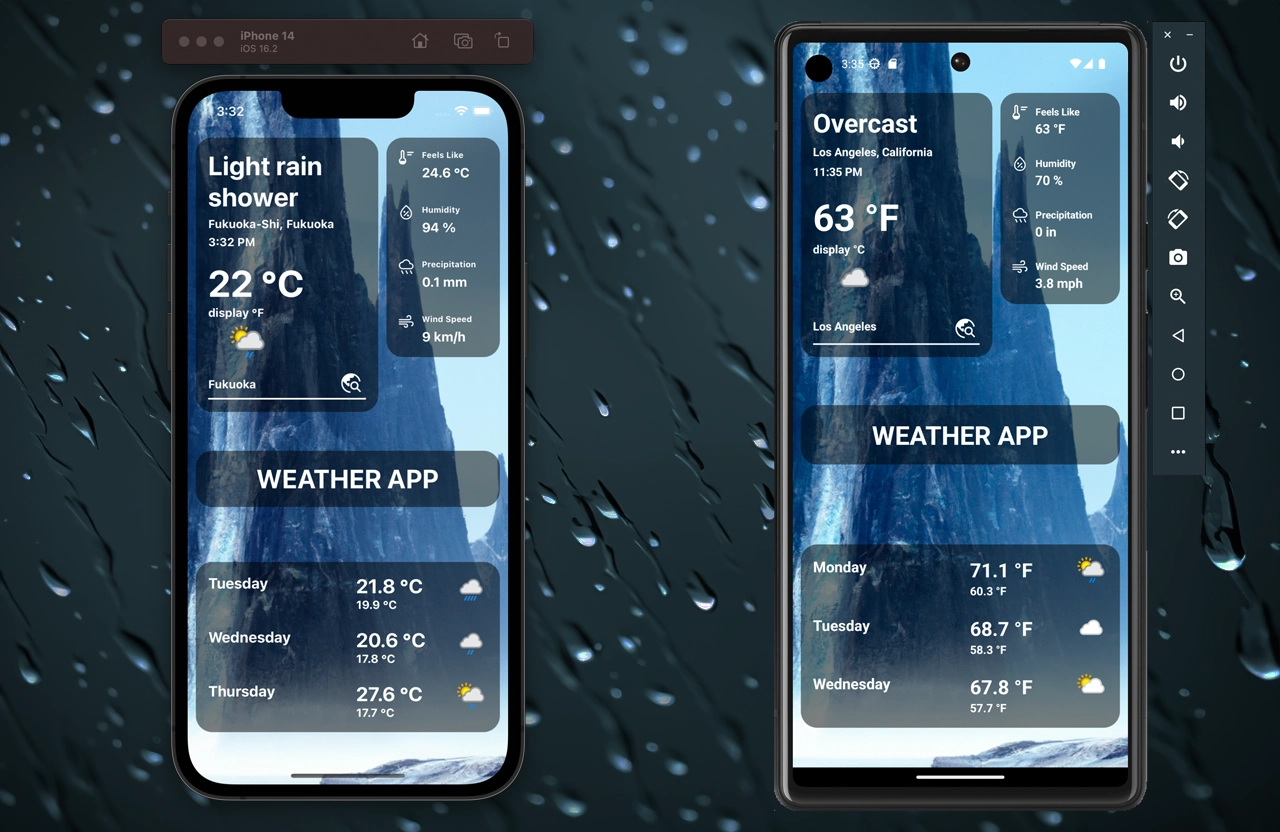 iPhone 14
iOS 16.2
3:32
Light rain
shower
Fukuoka-Shi, Fukuoka
3:32 PM
22 °C
display °F
Fukuoka
Feels Like
24.6 °C
Humidity
94 %
Precipitation
0.1 mm
Wind Speed
9 km/h
WEATHER APP
Tuesday
21.8 °C
19.9 °C
Wednesday
20.6 °C
17.8 °C
Thursday
27.6 °C
17.7 °C
3:35
Overcast
Los Angeles, California
11:35 PM
63 °F
display °C
Los Angeles
Feels Like
63 °F
Humidity
70 %
Precipitation
0 in
Wind Speed
3.8 mph
WEATHER APP
Monday
71.1 °F
60.3 °F
Tuesday
68.7 °F
58.3 °F
Wednesday
67.8 °F
57.7 °F